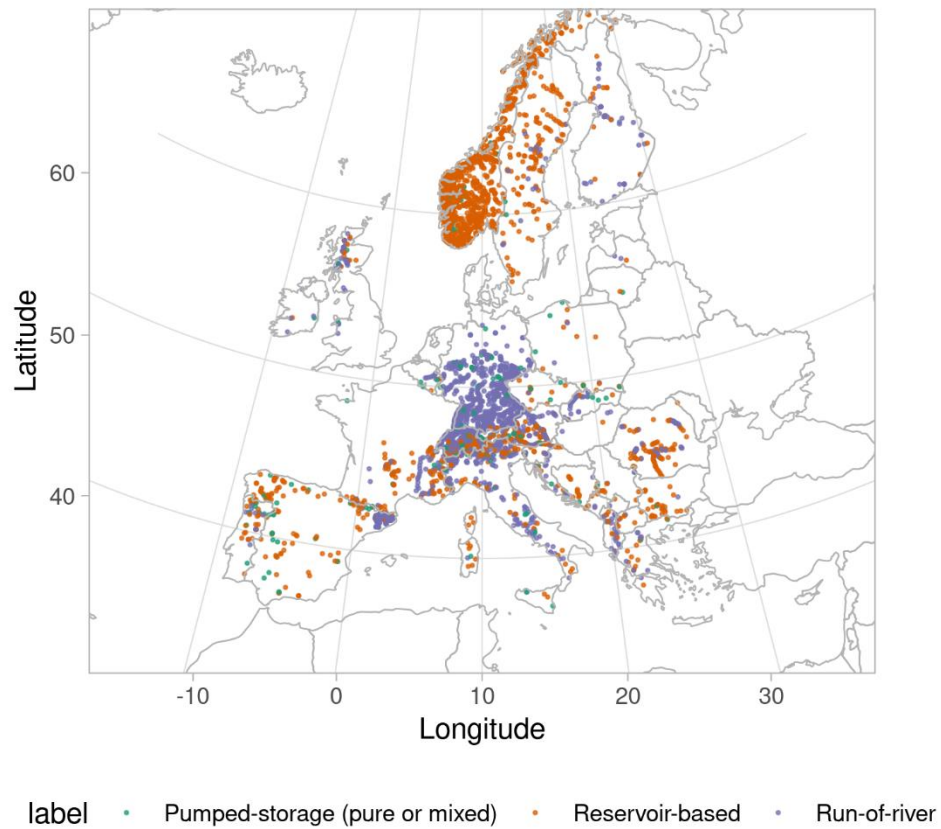 60
50
40
Latitude
-10 0 10 20 30
Longitude
label Pumped-storage (pure or mixed) Reservoir-based Run-of-river